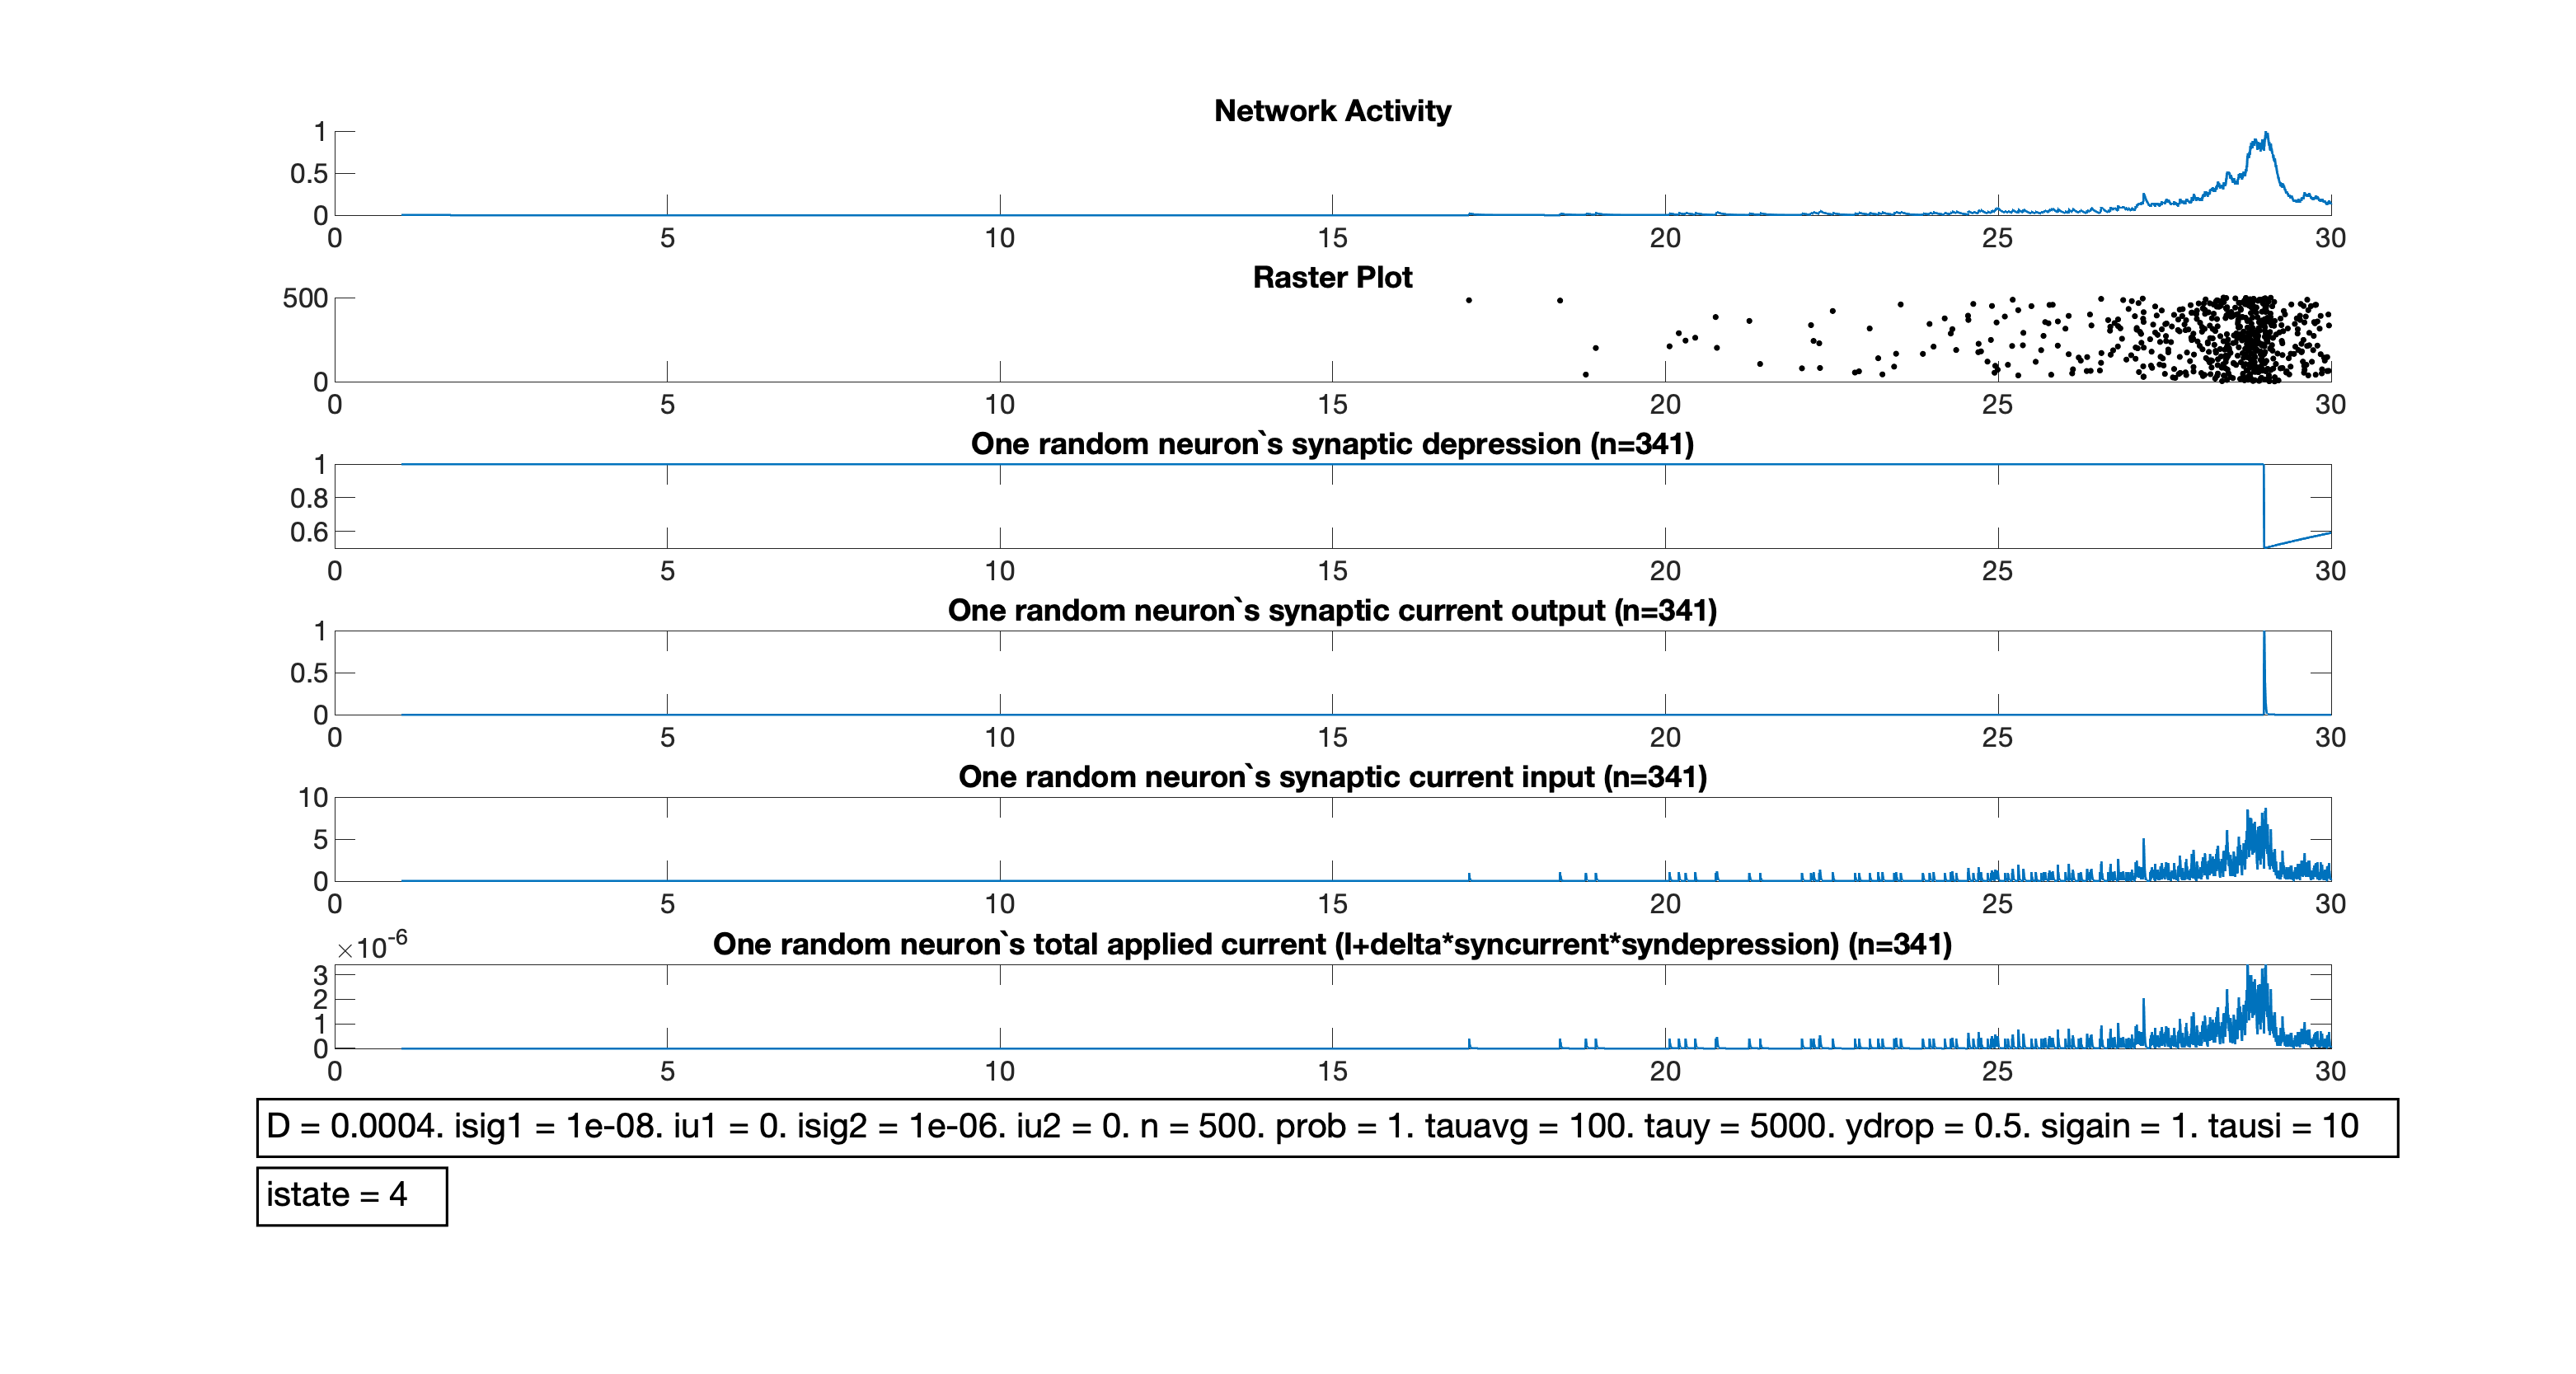 Network Activity
1
0.5
0
0 5 10 15 20 25 30
Raster Plot
500
0
0 5 10 15 20 25 30
One random neuron`s synaptic depression (n=341)
1
0.8
0.6
0 5 10 15 20 25 30
One random neuron`s synaptic current output (n=341)
1
0.5
0
0 5 10 15 20 25 30
One random neuron`s synaptic current input (n=341)
10
5
0
0 5 10 15 20 25 30
×10-6
One random neuron`s total applied current (I+delta*syncurrent*syndepression) (n=341)
3
2
1
0
0 5 10 15 20 25 30
D = 0.0004. isig1 = 1e-08. iu1 = 0. isig2 = 1e-06. iu2 = 0. n = 500. prob = 1. tauavg = 100. tauy = 5000. ydrop = 0.5. sigain = 1. tausi = 10
istate = 4